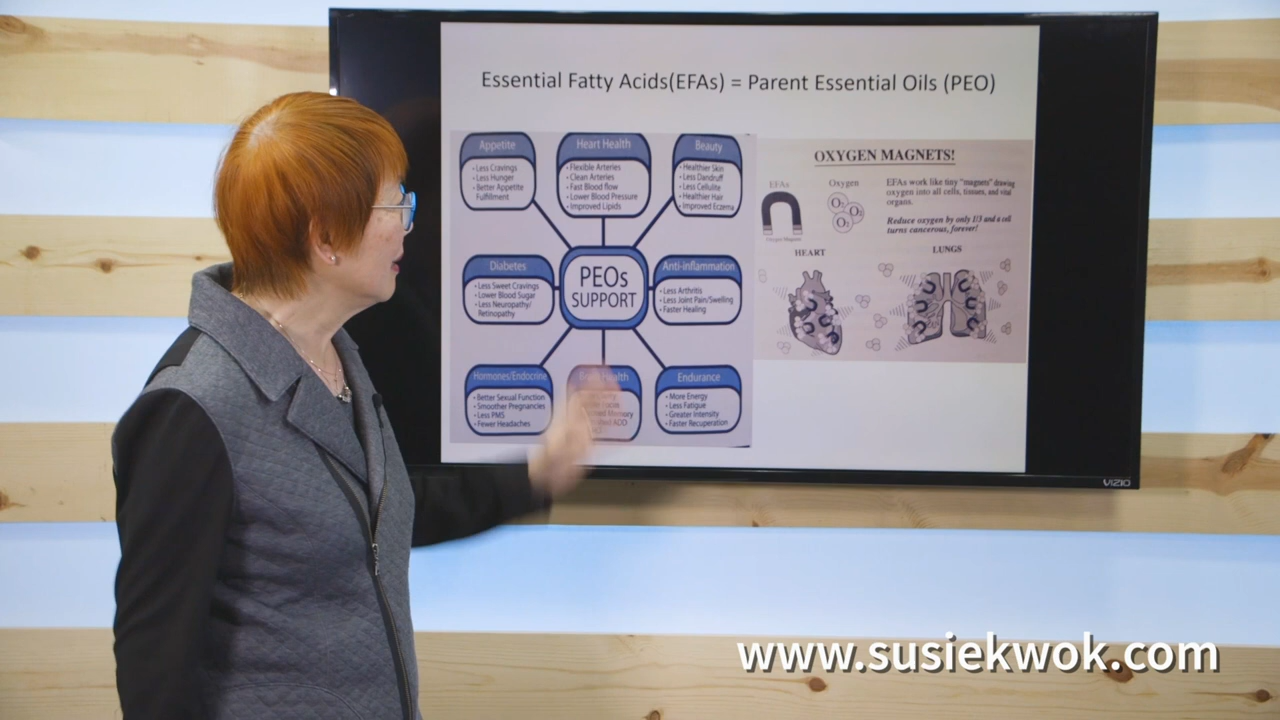 Essential Fatty Acids(EFAs) = Parent Essential Oils (PEO)
Appetite
• Less Cravings
• Less Hunger
• Better Appetite
Fulfillment
Heart Health
• Flexible Arteries
• Clean Arteries
• Fast Blood flow
• Lower Blood Pressure
• Improved Lipids
Beauty
• Healthier Skin
• Less Dandruff
• Less Cellulite
• Healthier Hair
• Improved Eczema
Diabetes
• Less Sweet Cravings
• Lower Blood Sugar
• Less Neuropathy/
Retinopathy
PEOs
SUPPORT
Anti-inflammation
• Less Arthritis
• Less Joint Pain/Swelling
• Faster Healing
Hormones/Endocrine
• Better Sexual Function
• Smoother Pregnancies
• Less PMS
• Fewer Headaches
Memory
ADD
Endurance
• More Energy
• Less Fatigue
• Greater Intensity
• Faster Recuperation
OXYGEN MAGNETS!
EFAs
Oxygen
O₂
O₂
O₂
EFAs work like tiny "magnets" drawing
oxygen into all cells, tissues, and vital
organs.
Reduce oxygen by only 1/3 and a cell
turns cancerous, forever!
HEART
LUNGS
VIZIO
www.susiekwok.com